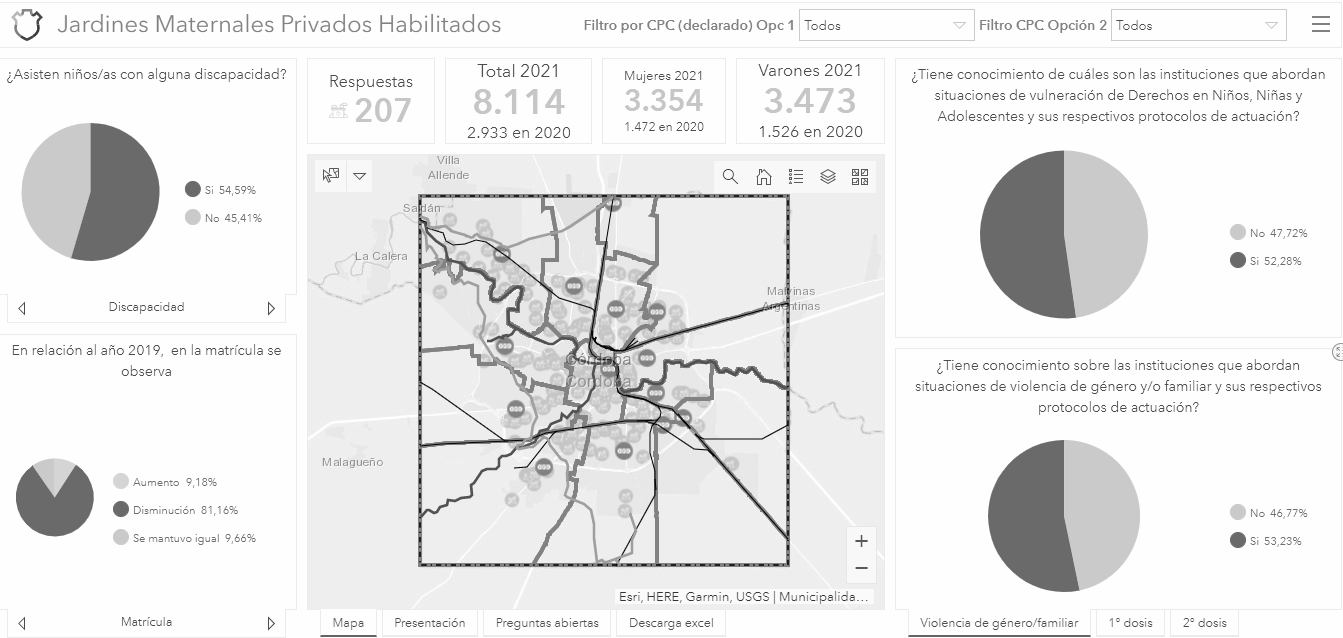 Jardines Maternales Privados Habilitados
Filtro por CPC (declarado) Opc 1
Todos
Filtro CPC Opción 2
Todos
¿Asisten niños/as con alguna discapacidad?
Si 54,59%
No 45,41%
Discapacidad
En relación al año 2019, en la matrícula se
observa
Aumento 9,18%
Disminución 81,16%
Se mantuvo igual 9,66%
Matrícula
Respuestas
207
Total 2021
8.114
2.933 en 2020
Mujeres 2021
3.354
1.472 en 2020
Varones 2021
3.473
1.526 en 2020
Villa
Allende
Saldán
La Calera
Malvinas
Argentinas
Córdoba
Cordoba
Malagueño
+
−
Esri, HERE, Garmin, USGS | Municipalida...
Mapa
Presentación
Preguntas abiertas
Descarga excel
¿Tiene conocimiento de cuáles son las instituciones que abordan
situaciones de vulneración de Derechos en Niños, Niñas y
Adolescentes y sus respectivos protocolos de actuación?
No 47,72%
Si 52,28%
¿Tiene conocimiento sobre las instituciones que abordan
situaciones de violencia de género y/o familiar y sus respectivos
protocolos de actuación?
No 46,77%
Si 53,23%
Violencia de género/familiar
1° dosis
2° dosis